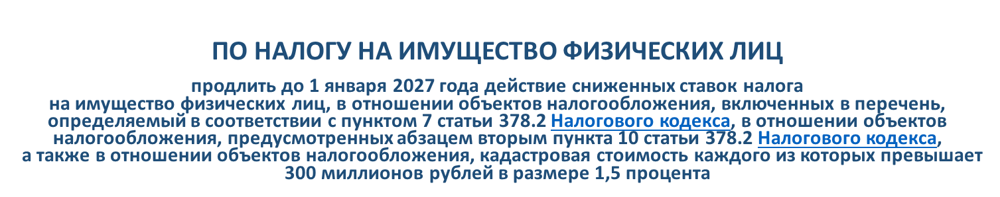 ПО НАЛОГУ НА ИМУЩЕСТВО ФИЗИЧЕСКИХ ЛИЦ
продлить до 1 января 2027 года действие сниженных ставок налога
на имущество физических лиц, в отношении объектов налогообложения, включенных в перечень,
определяемый в соответствии с пунктом 7 статьи 378.2 Налогового кодекса, в отношении объектов
налогообложения, предусмотренных абзацем вторым пункта 10 статьи 378.2 Налогового кодекса,
а также в отношении объектов налогообложения, кадастровая стоимость каждого из которых превышает
300 миллионов рублей в размере 1,5 процента